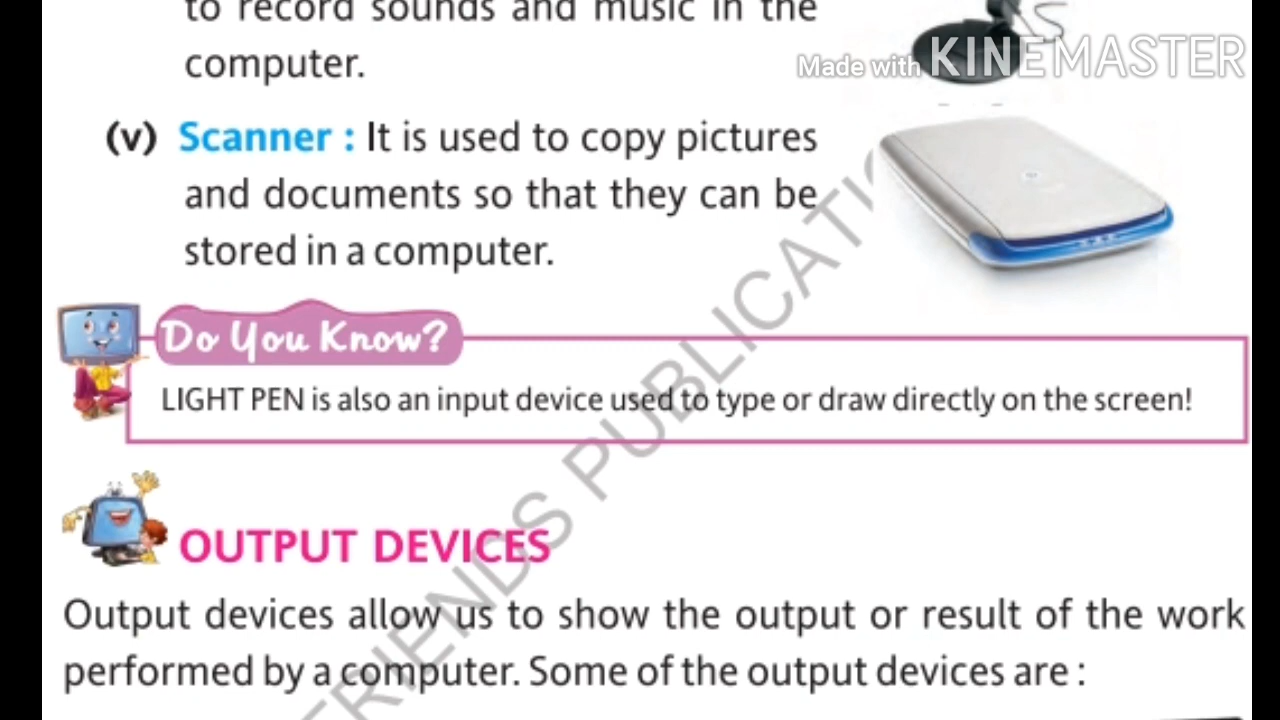 to record sounds and music in the
computer.
Made with KINEMASTER
(v) Scanner : It is used to copy pictures
and documents so that they can be
stored in a computer.
Do You Know?
LIGHT PEN is also an input device used to type or draw directly on the screen!
OUTPUT DEVICES
Output devices allow us to show the output or result of the work
performed by a computer. Some of the output devices are :
FRIENDS PUBLICATI